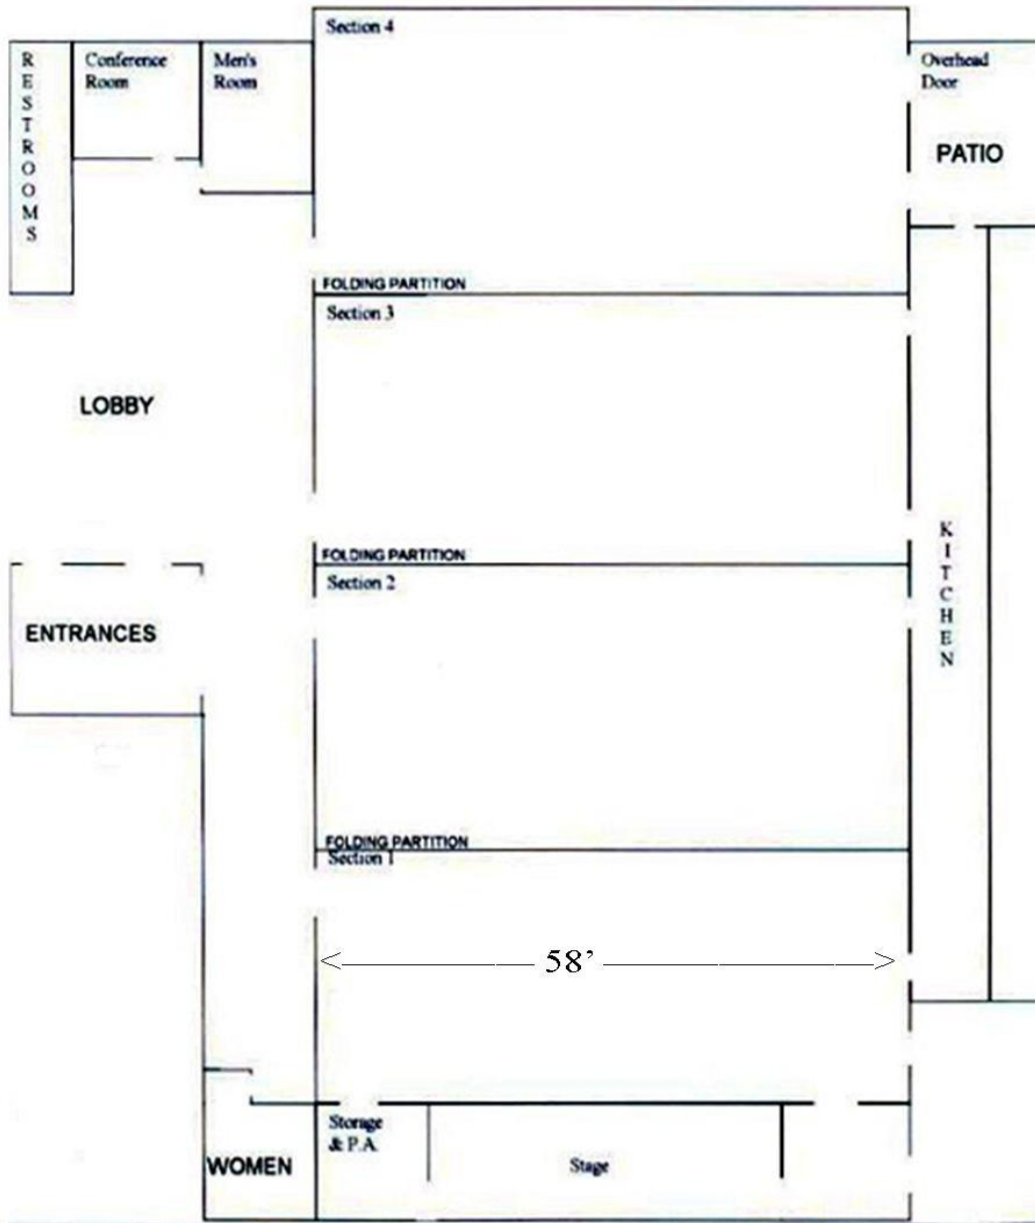 Section 4
RESTROOMS
Conference
Room
Men's
Room
Overhead
Door
PATIO
FOLDING PARTITION
Section 3
LOBBY
FOLDING PARTITION
Section 2
KITCHEN
ENTRANCES
FOLDING PARTITION
Section 1
58’
Storage
& P.A.
WOMEN
Stage